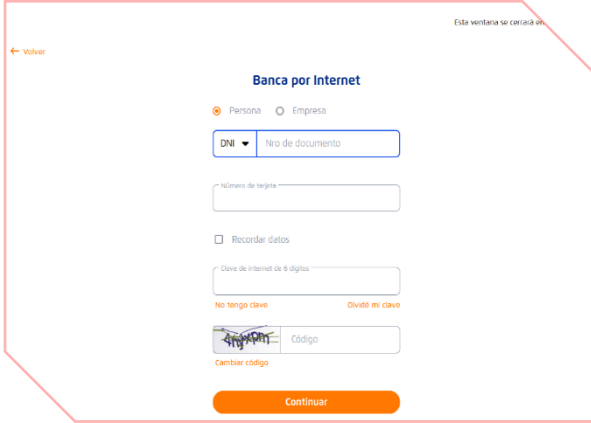 Esta ventana se cerrará en
← Volver
Banca por Internet
Persona
Empresa
DNI
Nro de documento
Número de tarjeta
Recordar datos
Clave de internet de 6 dígitos
No tengo clave
Olvidé mi clave
Código
Cambiar código
Continuar